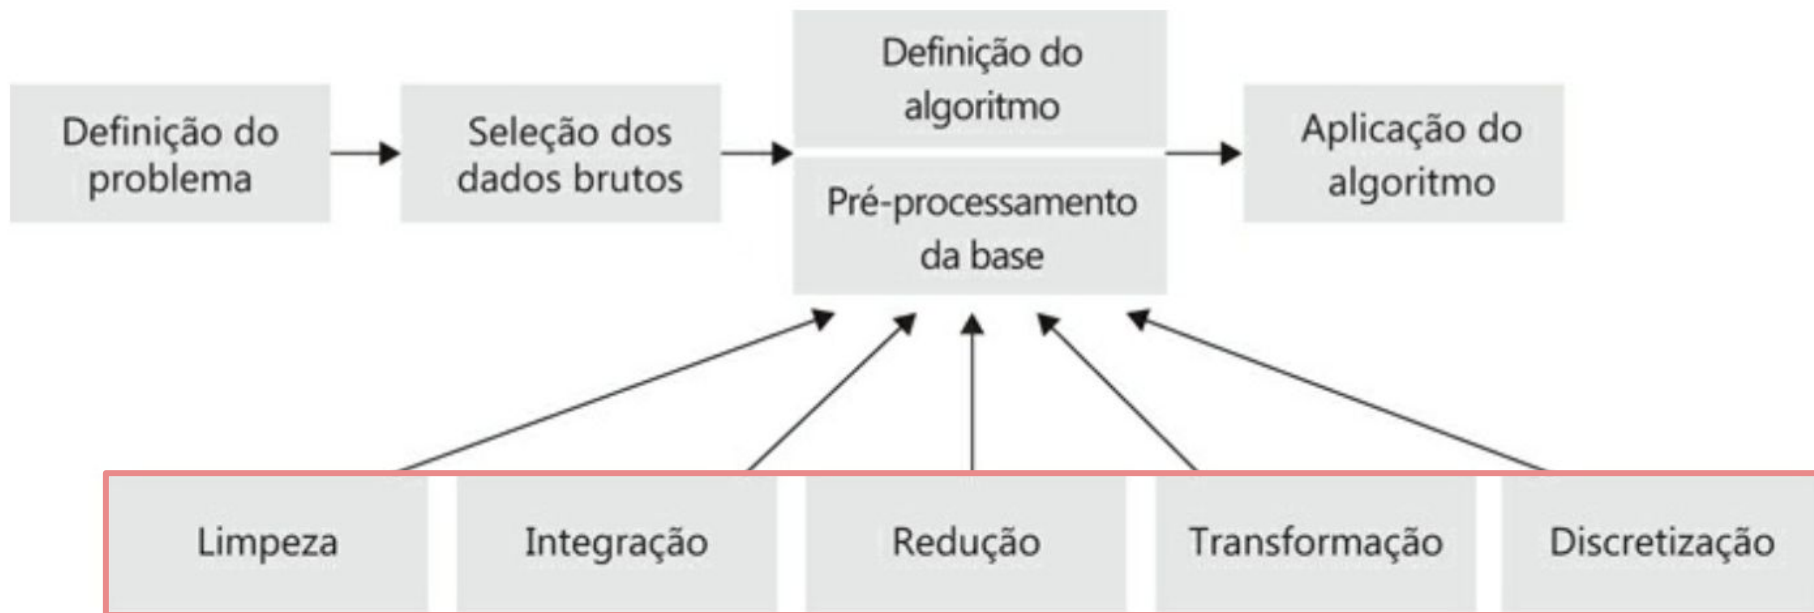 Definição do
problema
Seleção dos
dados brutos
Definição do
algoritmo
Pré-processamento
da base
Aplicação do
algoritmo
Limpeza
Integração
Redução
Transformação
Discretização